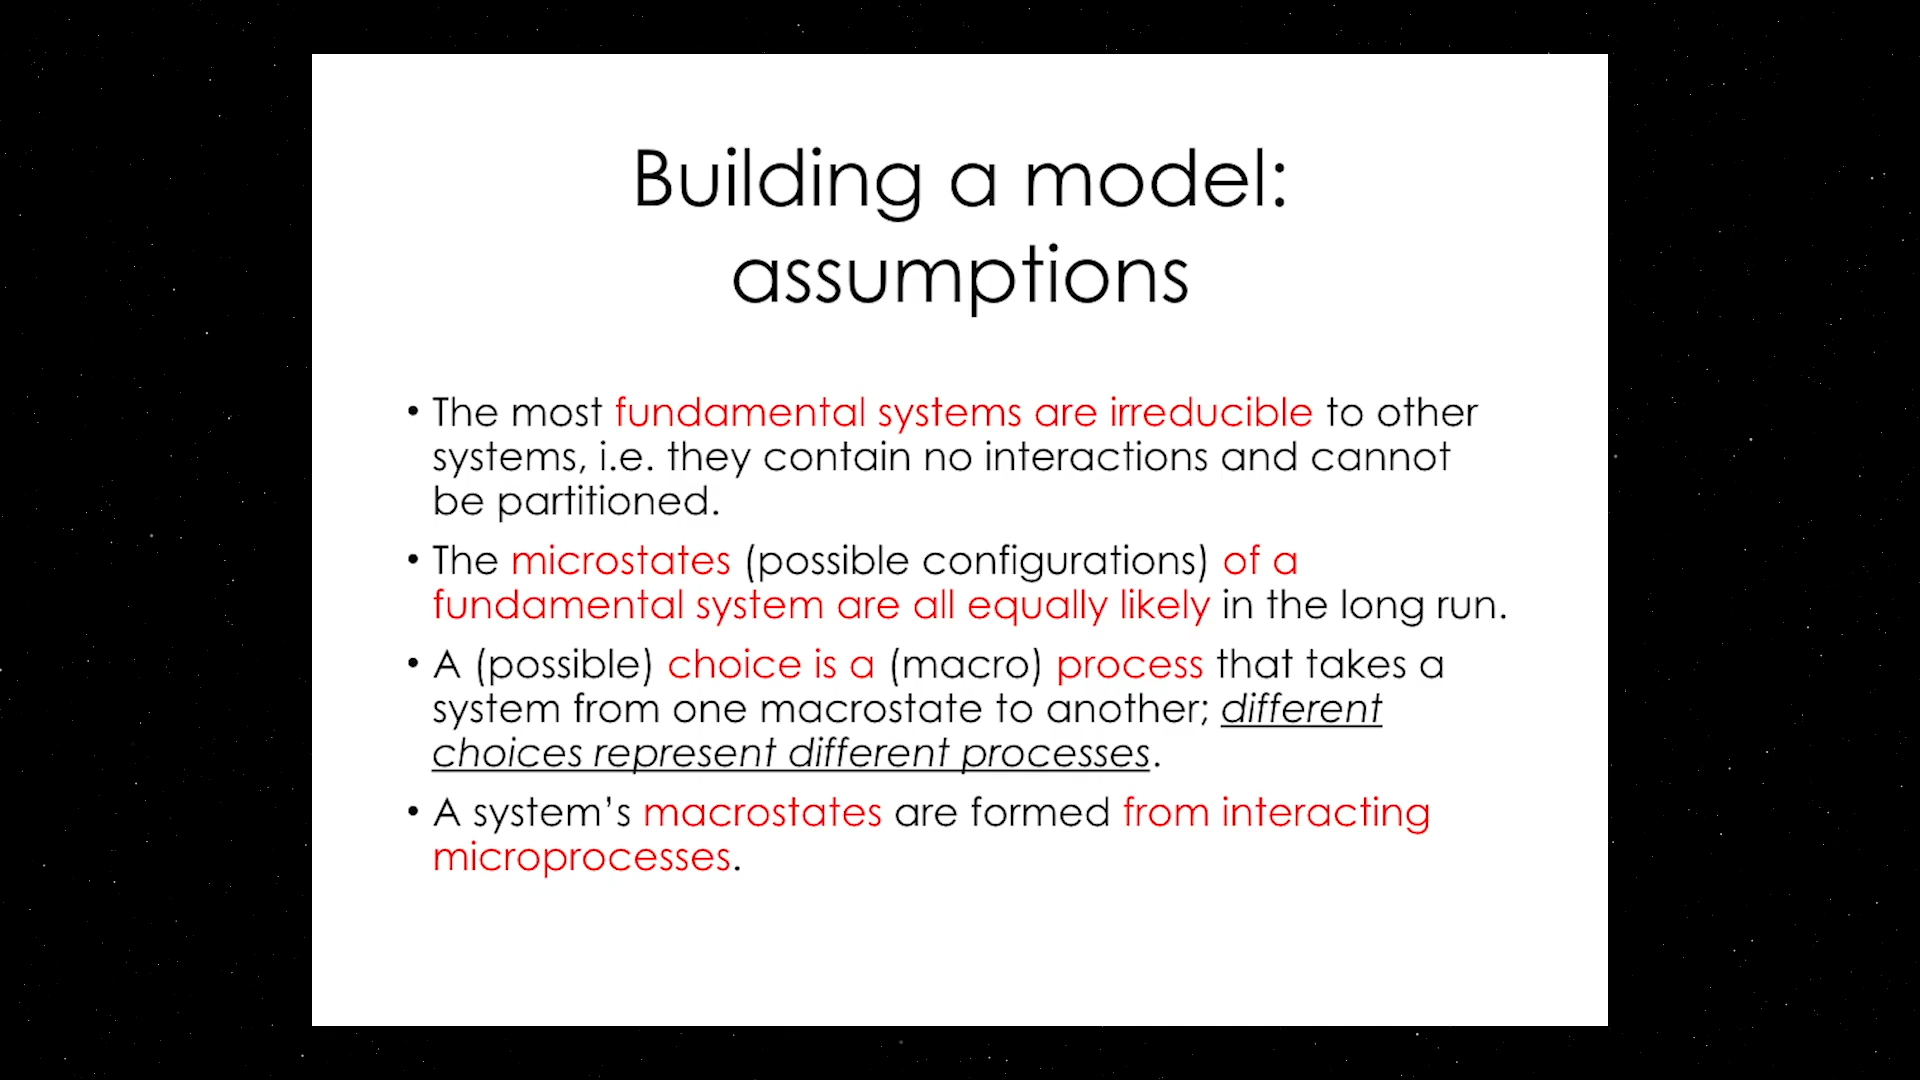 Building a model:
assumptions
• The most fundamental systems are irreducible to other
systems, i.e. they contain no interactions and cannot
be partitioned.
• The microstates (possible configurations) of a
fundamental system are all equally likely in the long run.
• A (possible) choice is a (macro) process that takes a
system from one macrostate to another; different
choices represent different processes.
• A system’s macrostates are formed from interacting
microprocesses.